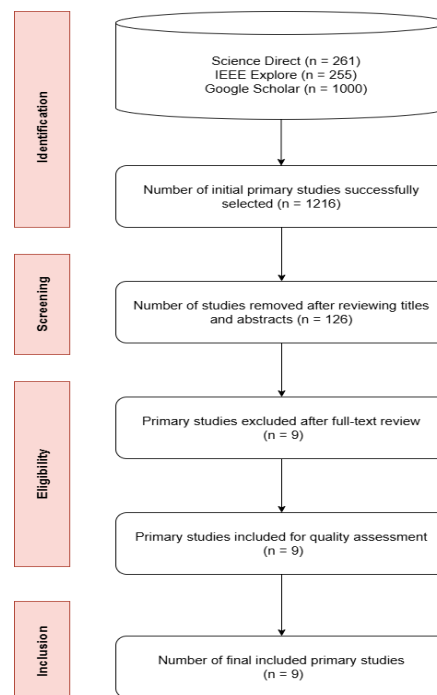 Identification
Science Direct (n = 261)
IEEE Explore (n = 255)
Google Scholar (n = 1000)
Number of initial primary studies successfully
selected (n = 1216)
Screening
Number of studies removed after reviewing titles
and abstracts (n = 126)
Eligibility
Primary studies excluded after full-text review
(n = 9)
Primary studies included for quality assessment
(n = 9)
Inclusion
Number of final included primary studies
(n = 9)